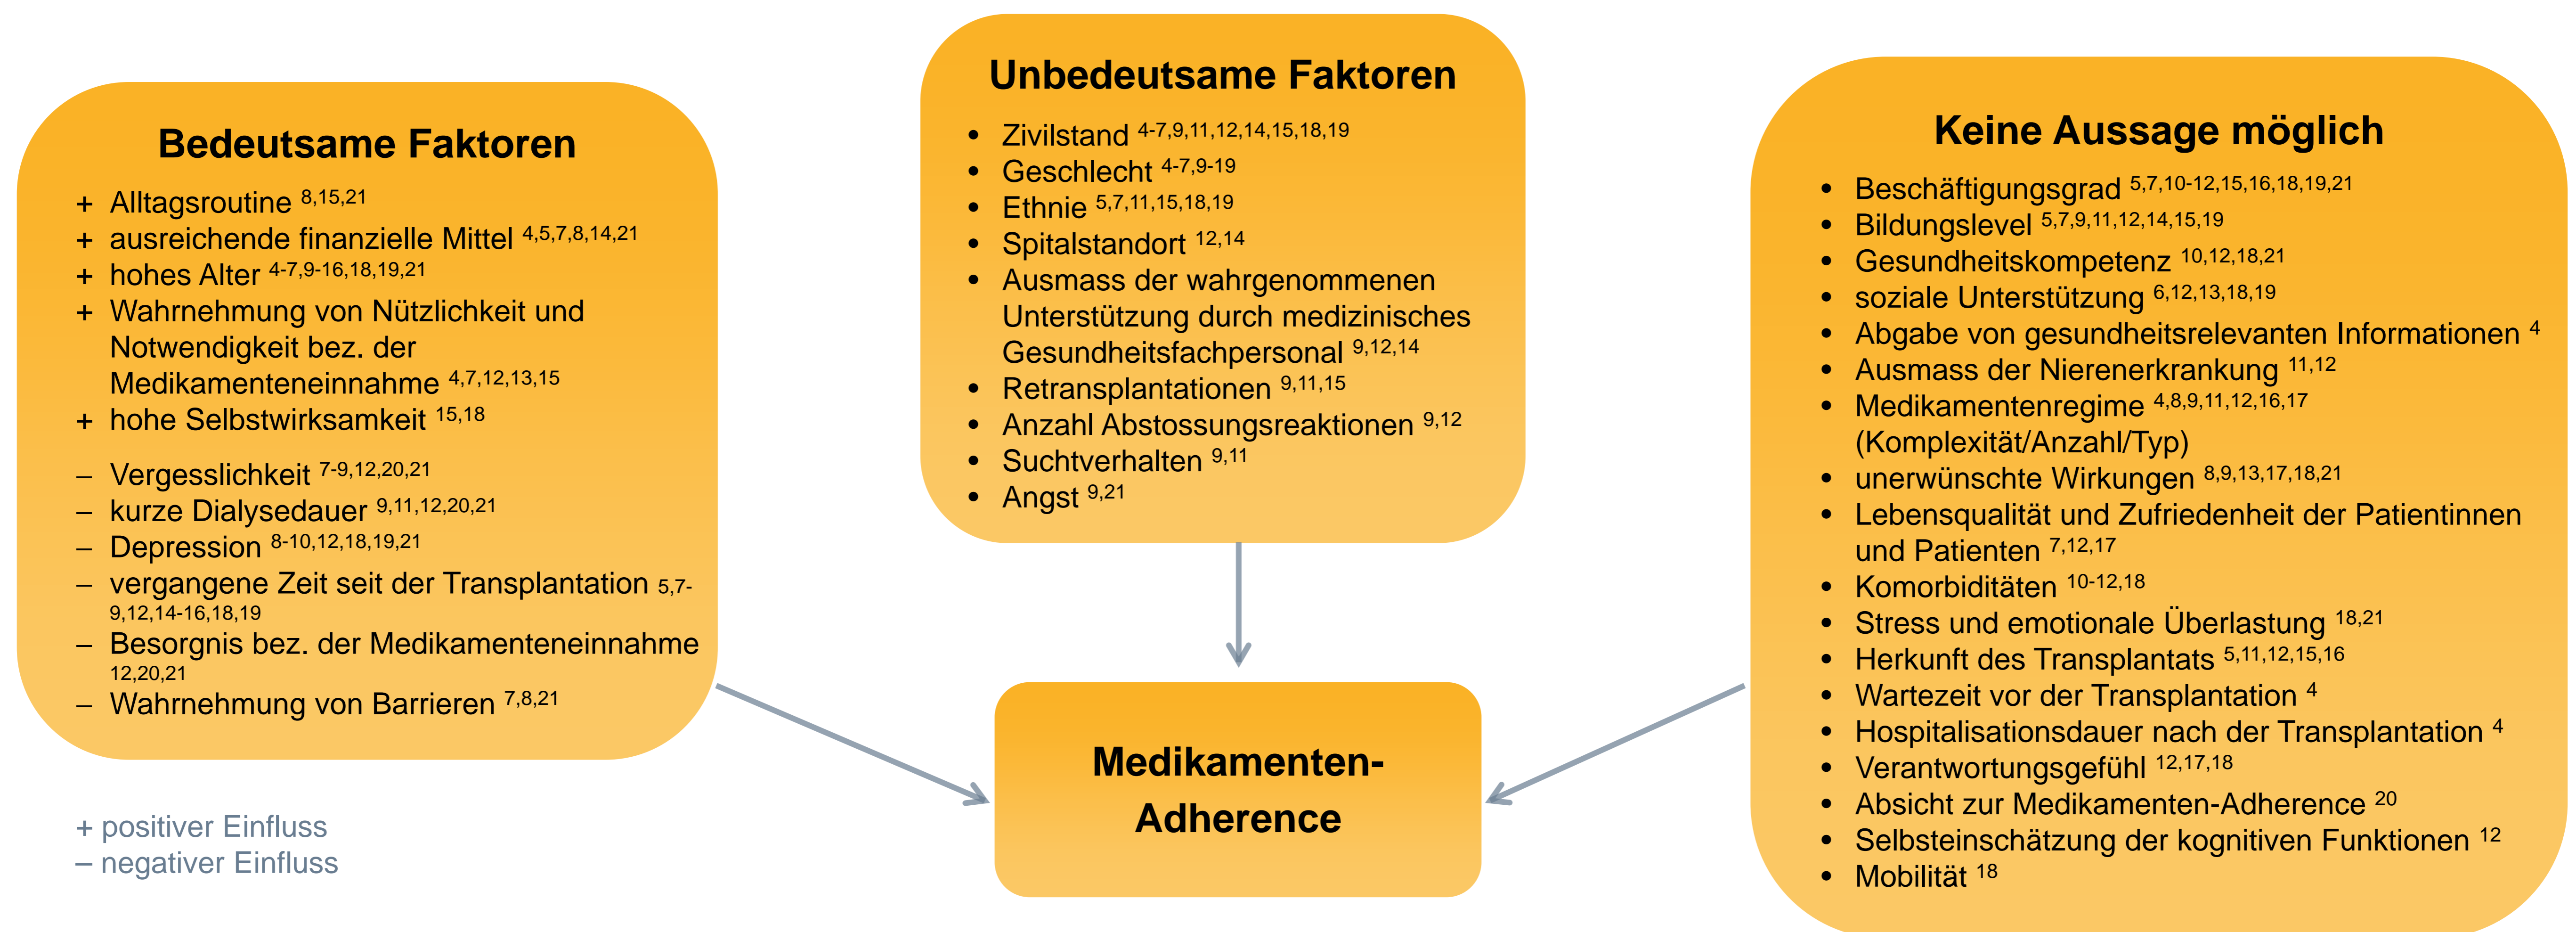 Bedeutsame Faktoren
+ Alltagsroutine 8,15,21
+ ausreichende finanzielle Mittel 4,5,7,8,14,21
+ hohes Alter 4-7,9-16,18,19,21
+ Wahrnehmung von Nützlichkeit und
Notwendigkeit bez. der
Medikamenteneinnahme 4,7,12,13,15
+ hohe Selbstwirksamkeit 15,18
– Vergesslichkeit 7-9,12,20,21
– kurze Dialysedauer 9,11,12,20,21
– Depression 8-10,12,18,19,21
– vergangene Zeit seit der Transplantation 5,7-
9,12,14-16,18,19
– Besorgnis bez. der Medikamenteneinnahme
12,20,21
– Wahrnehmung von Barrieren 7,8,21
+ positiver Einfluss
– negativer Einfluss
Unbedeutsame Faktoren
• Zivilstand 4-7,9,11,12,14,15,18,19
• Geschlecht 4-7,9-19
• Ethnie 5,7,11,15,18,19
• Spitalstandort 12,14
• Ausmass der wahrgenommenen
Unterstützung durch medizinisches
Gesundheitsfachpersonal 9,12,14
• Retransplantationen 9,11,15
• Anzahl Abstossungsreaktionen 9,12
• Suchtverhalten 9,11
• Angst 9,21
Medikamenten-
Adherence
Keine Aussage möglich
• Beschäftigungsgrad 5,7,10-12,15,16,18,19,21
• Bildungslevel 5,7,9,11,12,14,15,19
• Gesundheitskompetenz 10,12,18,21
• soziale Unterstützung 6,12,13,18,19
• Abgabe von gesundheitsrelevanten Informationen 4
• Ausmass der Nierenerkrankung 11,12
• Medikamentenregime 4,8,9,11,12,16,17
(Komplexität/Anzahl/Typ)
• unerwünschte Wirkungen 8,9,13,17,18,21
• Lebensqualität und Zufriedenheit der Patientinnen
und Patienten 7,12,17
• Komorbiditäten 10-12,18
• Stress und emotionale Überlastung 18,21
• Herkunft des Transplantats 5,11,12,15,16
• Wartezeit vor der Transplantation 4
• Hospitalisationsdauer nach der Transplantation 4
• Verantwortungsgefühl 12,17,18
• Absicht zur Medikamenten-Adherence 20
• Selbsteinschätzung der kognitiven Funktionen 12
• Mobilität 18